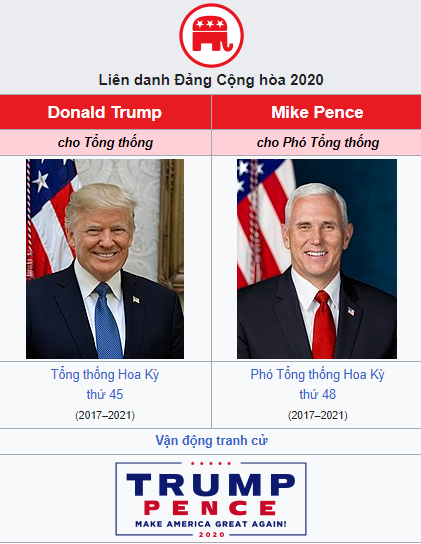 Liên danh Đảng Cộng hòa 2020
Donald Trump
Mike Pence
cho Tổng thống
cho Phó Tổng thống
Tổng thống Hoa Kỳ
thứ 45
(2017–2021)
Phó Tổng thống Hoa Kỳ
thứ 48
(2017–2021)
Vận động tranh cử
TRUMP
PENCE
MAKE AMERICA GREAT AGAIN!
2020